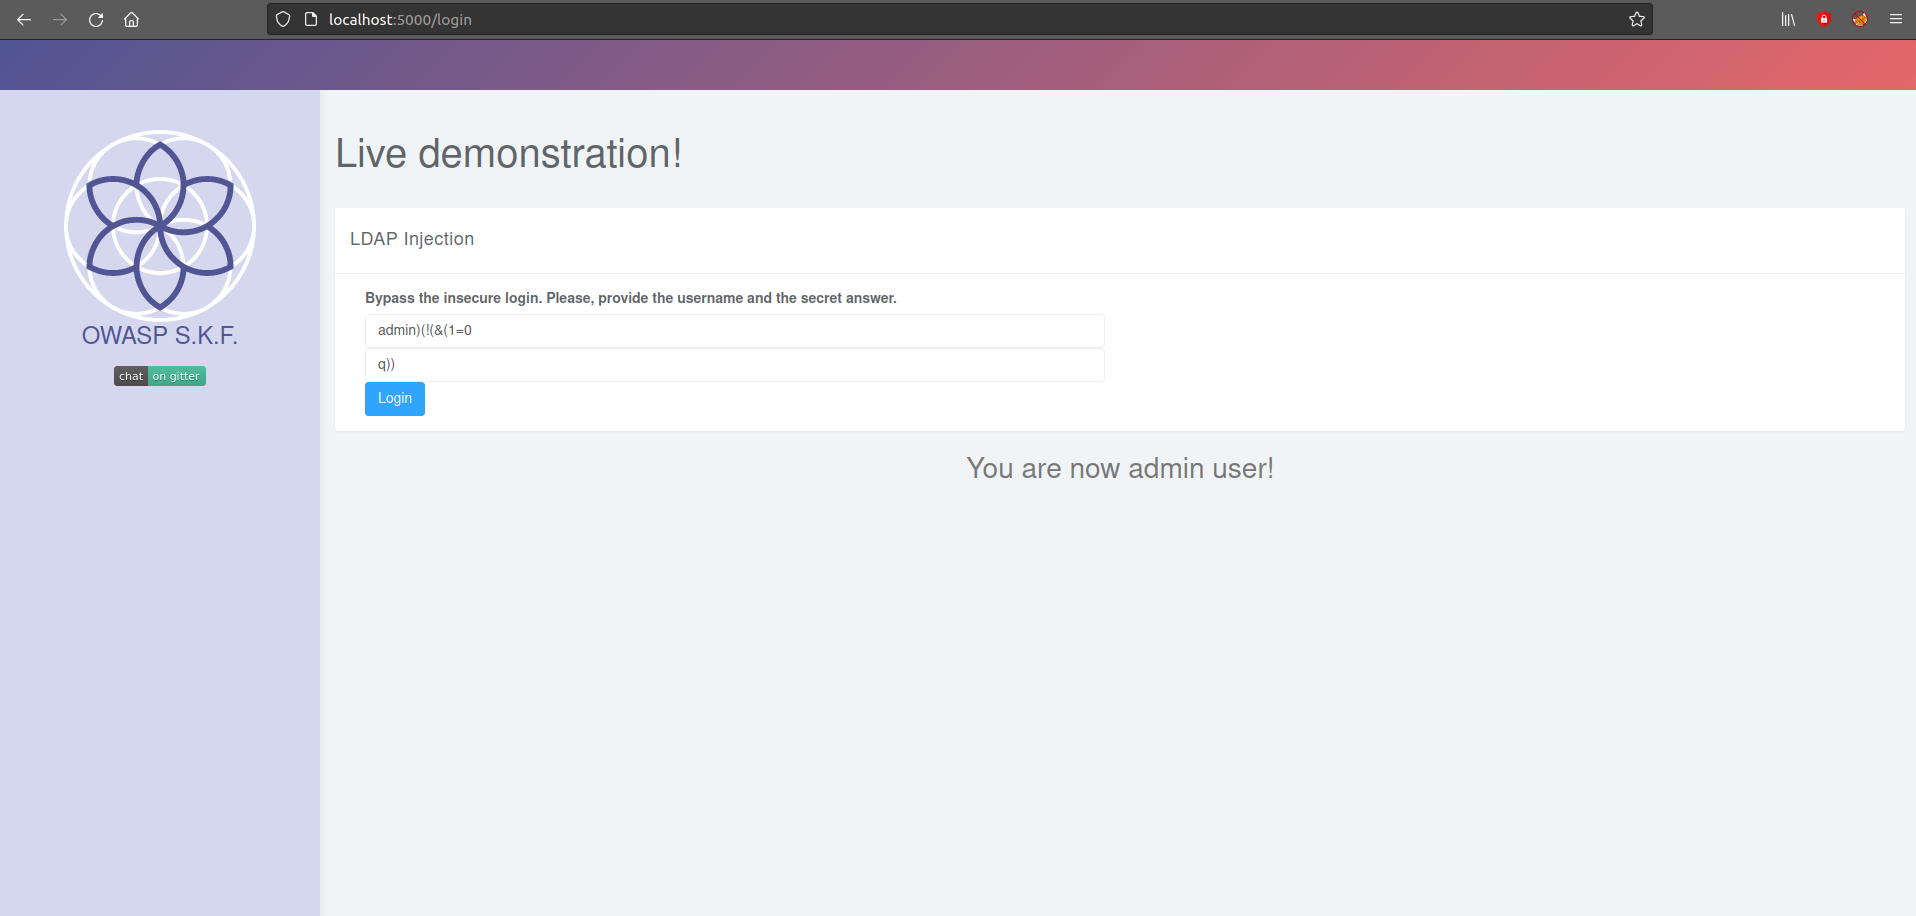 localhost:5000/login
Live demonstration!
LDAP Injection
Bypass the insecure login. Please, provide the username and the secret answer.
admin)(!(&(1=0
q))
Login
You are now admin user!
OWASP S.K.F.
chat on gitter